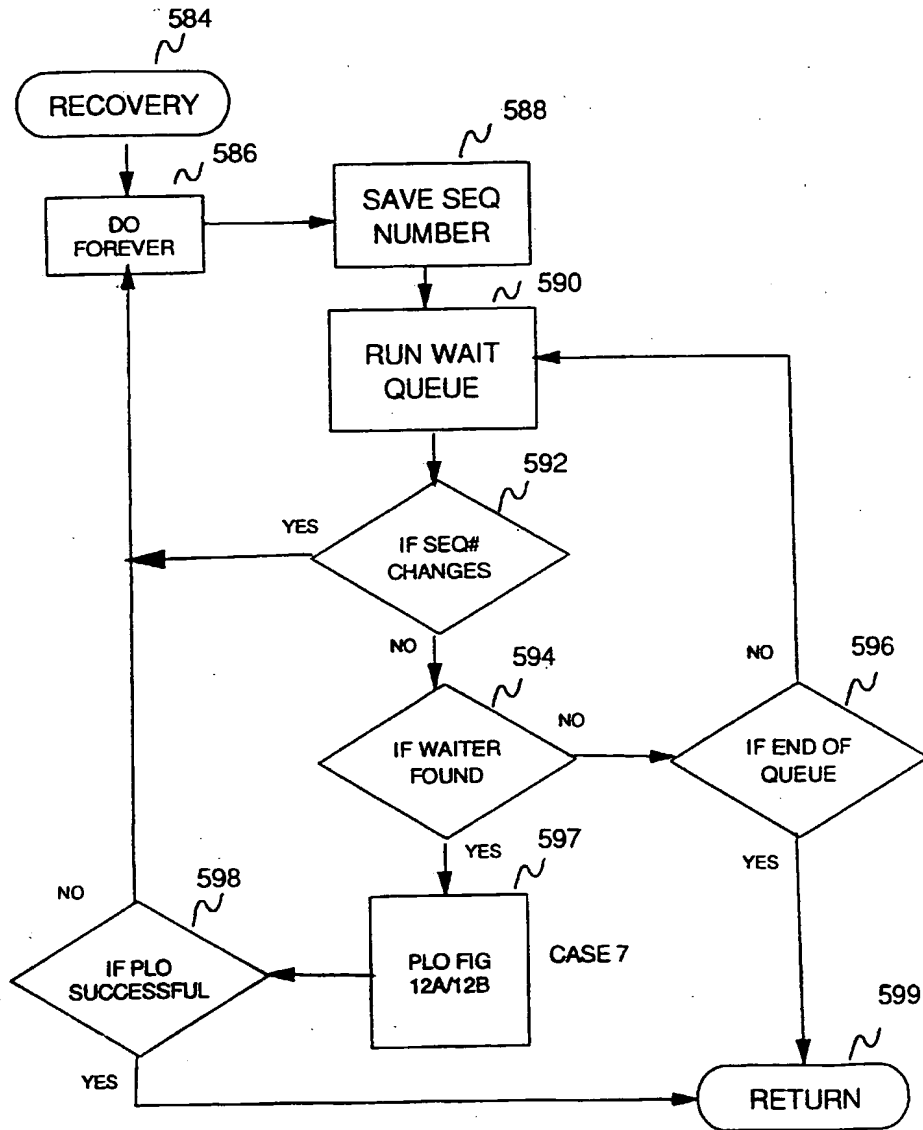 584
RECOVERY
586
DO
FOREVER
588
SAVE SEQ
NUMBER
590
RUN WAIT
QUEUE
592
YES
IF SEQ#
CHANGES
NO
594
IF WAITER
FOUND
NO
596
NO
IF END OF
QUEUE
YES
YES
597
PLO FIG
12A/12B
CASE 7
598
NO
IF PLO
SUCCESSFUL
YES
599
RETURN